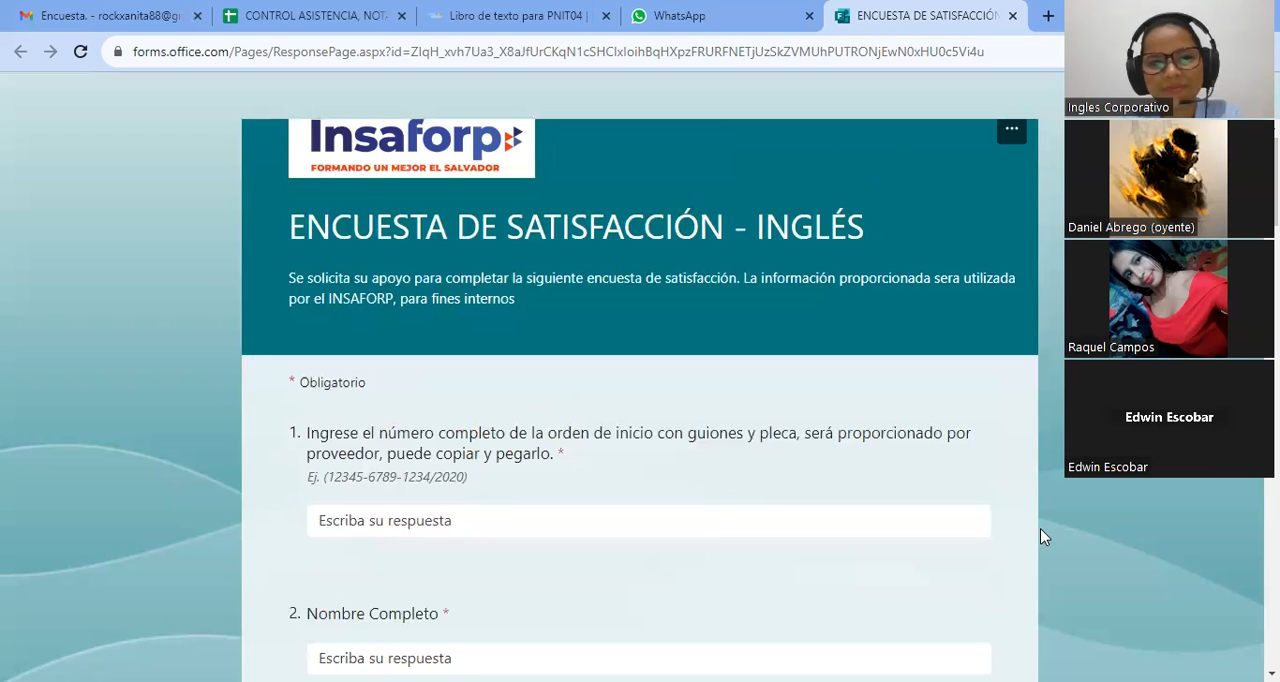 Encuesta. - rockxanita88@gm
CONTROL ASISTENCIA, NOTA
Libro de texto para PNIT04 |
WhatsApp
ENCUESTA DE SATISFACCIÓN
forms.office.com/Pages/ResponsePage.aspx?id=ZIqH_xvh7Ua3_X8aJfUrCKqN1cSHCIxIoihBqHXpzFRURFNETjUzSkZVMUhPUTRONjEwN0xHU0c5Vi4u
Insaforp
FORMANDO UN MEJOR EL SALVADOR
ENCUESTA DE SATISFACCIÓN - INGLÉS
Se solicita su apoyo para completar la siguiente encuesta de satisfacción. La información proporcionada sera utilizada
por el INSAFORP, para fines internos
* Obligatorio
1. Ingrese el número completo de la orden de inicio con guiones y pleca, será proporcionado por
proveedor, puede copiar y pegarlo. *
Ej. (12345-6789-1234/2020)
Escriba su respuesta
2. Nombre Completo *
Escriba su respuesta
Ingles Corporativo
Daniel Abrego (oyente)
Raquel Campos
Edwin Escobar
Edwin Escobar